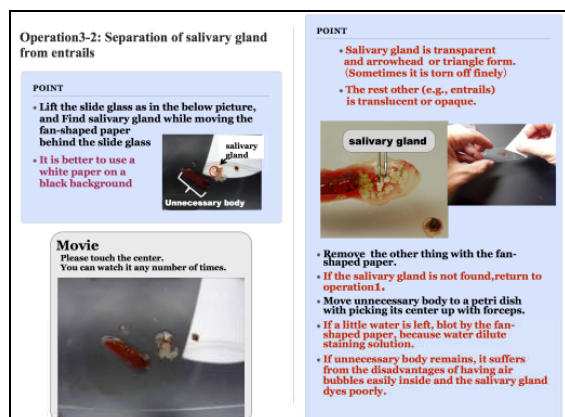 Operation3-2: Separation of salivary gland
from entrails
POINT
• Lift the slide glass as in the below picture,
and Find salivary gland while moving the
fan-shaped paper
behind the slide glass
• It is better to use a
white paper on a
black background
salivary
gland
Unnecessary body
Movie
Please touch the center.
You can watch it any number of times.
POINT
• Salivary gland is transparent
and arrowhead or triangle form.
(Sometimes it is torn off finely)
• The rest other (e.g., entrails)
is translucent or opaque.
salivary gland
• Remove the other thing with the fan-
shaped paper.
• If the salivary gland is not found,return to
operation1.
• Move unnecessary body to a petri dish
with picking its center up with forceps.
• If a little water is left, blot by the fan-
shaped paper, because water dilute
staining solution.
• If unnecessary body remains, it suffers
from the disadvantages of having air
bubbles easily inside and the salivary gland
dyes poorly.